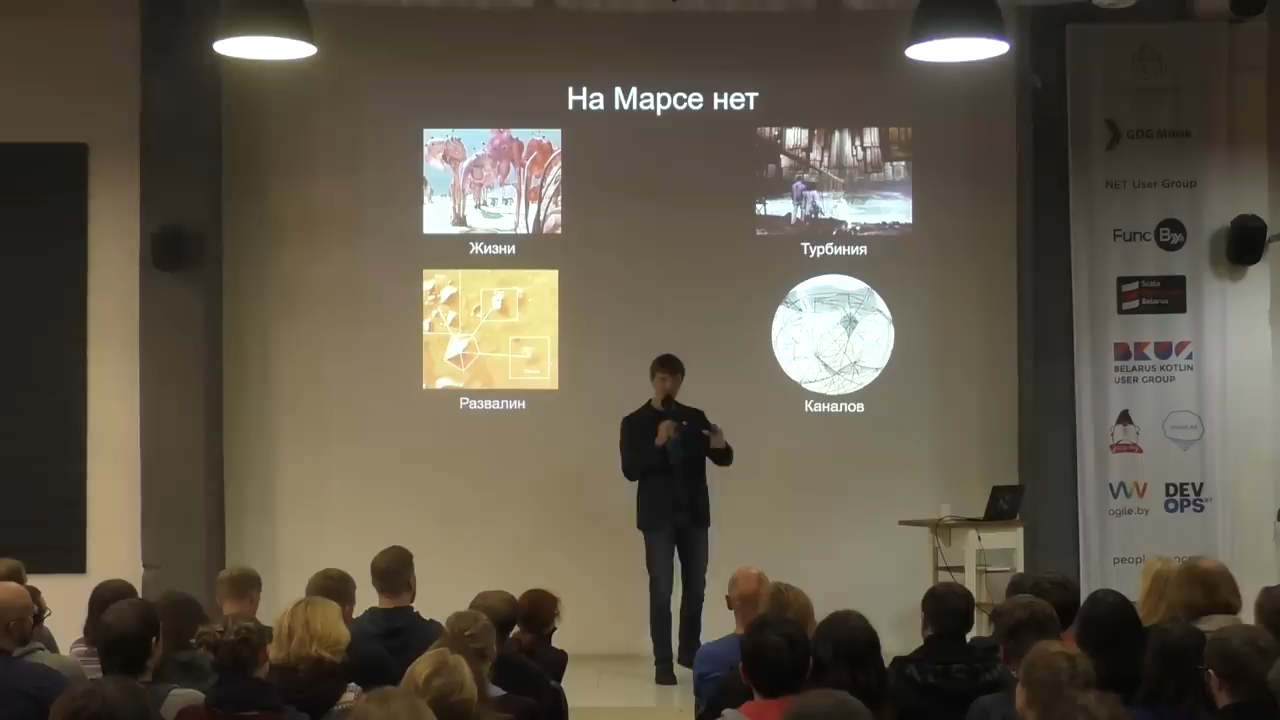 На Марсе нет
Жизни
Турбиния
Развалин
Каналов
GDG Minsk
NET User Group
Func By
Scala
Belarus
BKUG
BELARUS KOTLIN
USER GROUP
agile.by
DEV
OPS BY